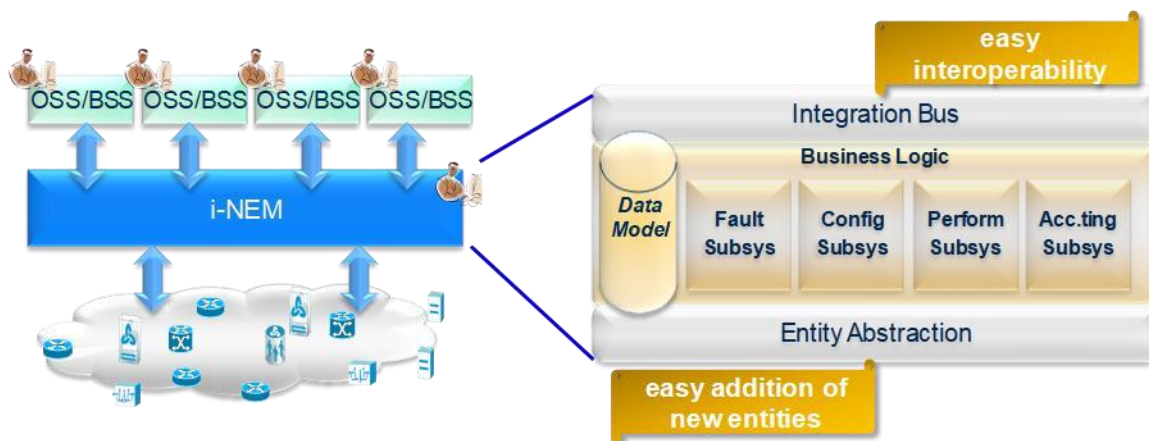 OSS/BSS OSS/BSS OSS/BSS OSS/BSS
i-NEM
easy
interoperability
Integration Bus
Business Logic
Data
Model
Fault
Subsys
Config
Subsys
Perform
Subsys
Acc.ting
Subsys
Entity Abstraction
easy addition of
new entities